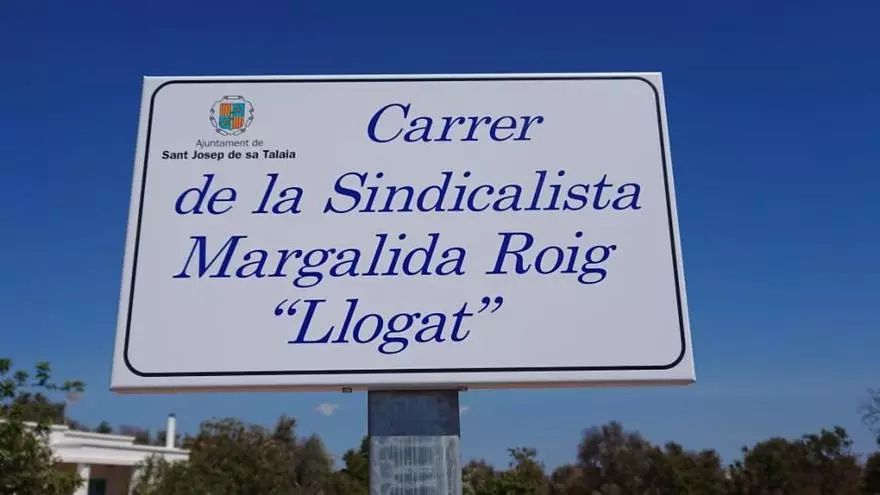 Ajuntament de
Sant Josep de sa Talaia
Carrer
de la Sindicalista
Margalida Roig
“Llogat”